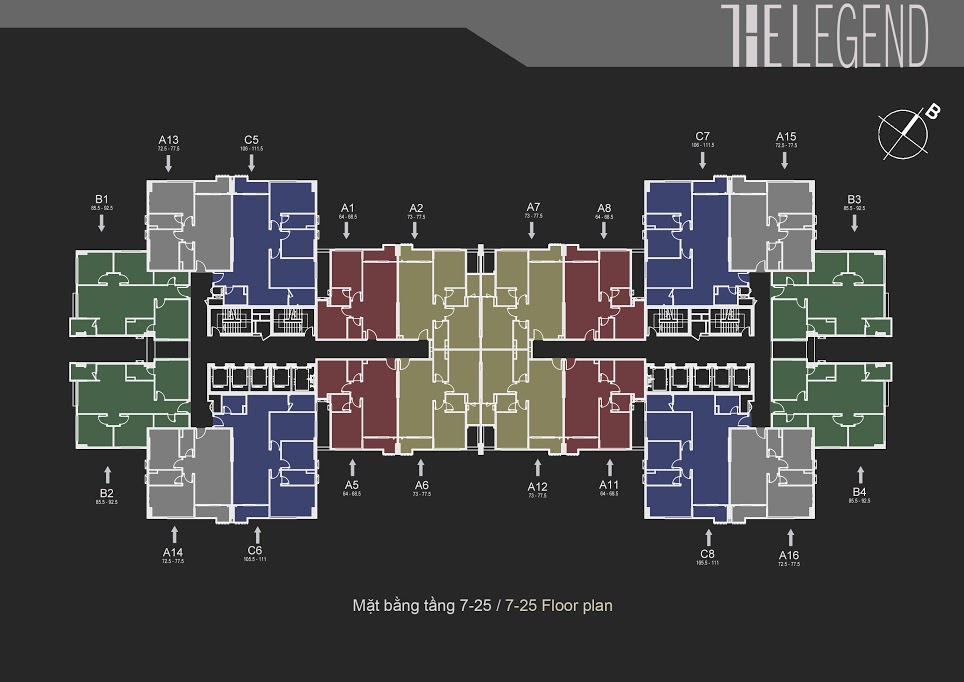 THE LEGEND
B
A13
72.5 - 77.5
C5
106 - 111.5
C7
106 - 111.5
A15
72.5 - 77.5
B1
85.5 - 92.5
A1
64 - 68.5
A2
73 - 77.5
A7
73 - 77.5
A8
64 - 68.5
B3
85.5 - 92.5
B2
85.5 - 92.5
A5
64 - 68.5
A6
73 - 77.5
A12
73 - 77.5
A11
64 - 68.5
B4
85.5 - 92.5
A14
72.5 - 77.5
C6
105.5 - 111
C8
105.5 - 111
A16
72.5 - 77.5
Mặt bằng tầng 7-25 / 7-25 Floor plan